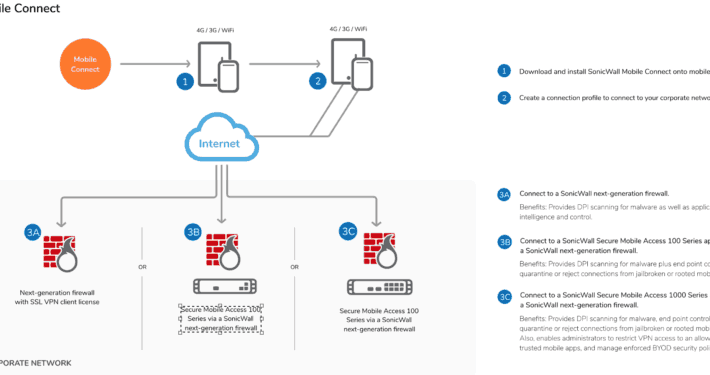 le Connect
4G / 3G / WiFi
4G / 3G / WiFi
Mobile
Connect
1
2
Internet
3A
3B
3C
OR
OR
Next-generation firewall
with SSL VPN client license
Secure Mobile Access 100
Series via a SonicWall
next-generation firewall
Secure Mobile Access 100
Series via a SonicWall
next-generation firewall
PORATE NETWORK
1 Download and install SonicWall Mobile Connect onto mobile
2 Create a connection profile to connect to your corporate netwo
3A Connect to a SonicWall next-generation firewall.
Benefits: Provides DPI scanning for malware as well as applic
intelligence and control.
3B Connect to a SonicWall Secure Mobile Access 100 Series ap
a SonicWall next-generation firewall.
Benefits: Provides DPI scanning for malware plus end point co
quarantine or reject connections from jailbroken or rooted mob
3C Connect to a SonicWall Secure Mobile Access 1000 Series
a SonicWall next-generation firewall.
Benefits: Provides DPI scanning for malware, end point control
quarantine or reject connections from jailbroken or rooted mob
Also, enables administrators to restrict VPN access to an allow
trusted mobile apps, and manage enforced BYOD security poli